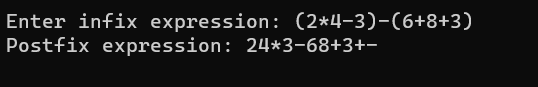 Enter infix expression: (2*4-3)-(6+8+3)
Postfix expression: 24*3-68+3+-